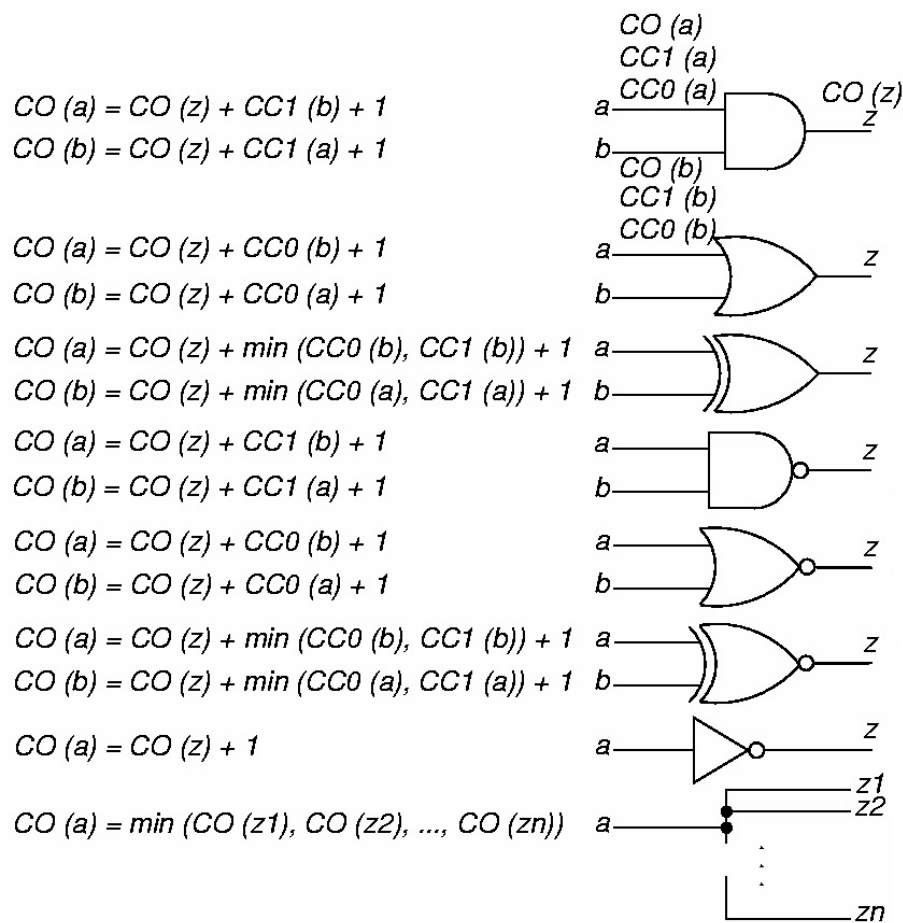 CO (a)
CC1 (a)
CO (a) = CO (z) + CC1 (b) + 1 a CC0 (a) CO (z)
z
CO (b) = CO (z) + CC1 (a) + 1 b
CO (b)
CC1 (b)
CC0 (b)
CO (a) = CO (z) + CC0 (b) + 1 a z
CO (b) = CO (z) + CC0 (a) + 1 b
CO (a) = CO (z) + min (CC0 (b), CC1 (b)) + 1 a z
CO (b) = CO (z) + min (CC0 (a), CC1 (a)) + 1 b
CO (a) = CO (z) + CC1 (b) + 1 a z
CO (b) = CO (z) + CC1 (a) + 1 b
CO (a) = CO (z) + CC0 (b) + 1 a z
CO (b) = CO (z) + CC0 (a) + 1 b
CO (a) = CO (z) + min (CC0 (b), CC1 (b)) + 1 a z
CO (b) = CO (z) + min (CC0 (a), CC1 (a)) + 1 b
CO (a) = CO (z) + 1 a z
z1
z2
CO (a) = min (CO (z1), CO (z2), ..., CO (zn)) a
zn